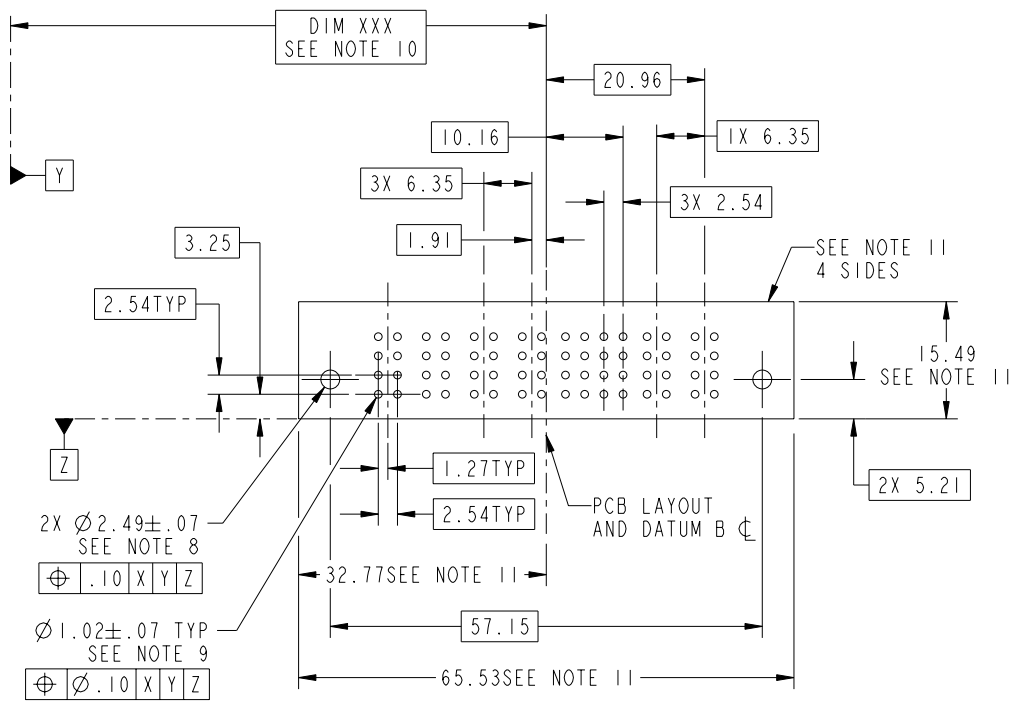 DIM XXX
SEE NOTE 10
20.96
10.16
1X 6.35
Y
3X 6.35
3X 2.54
1.91
3.25
SEE NOTE 11
4 SIDES
2.54TYP
15.49
SEE NOTE 11
Z
1.27TYP
2X 5.21
2.54TYP
PCB LAYOUT
AND DATUM B ℄
2X ⌀2.49±.07
SEE NOTE 8
⌖ .10 X Y Z
32.77SEE NOTE 11
⌀1.02±.07 TYP
SEE NOTE 9
57.15
⌖ ⌀.10 X Y Z
65.53SEE NOTE 11